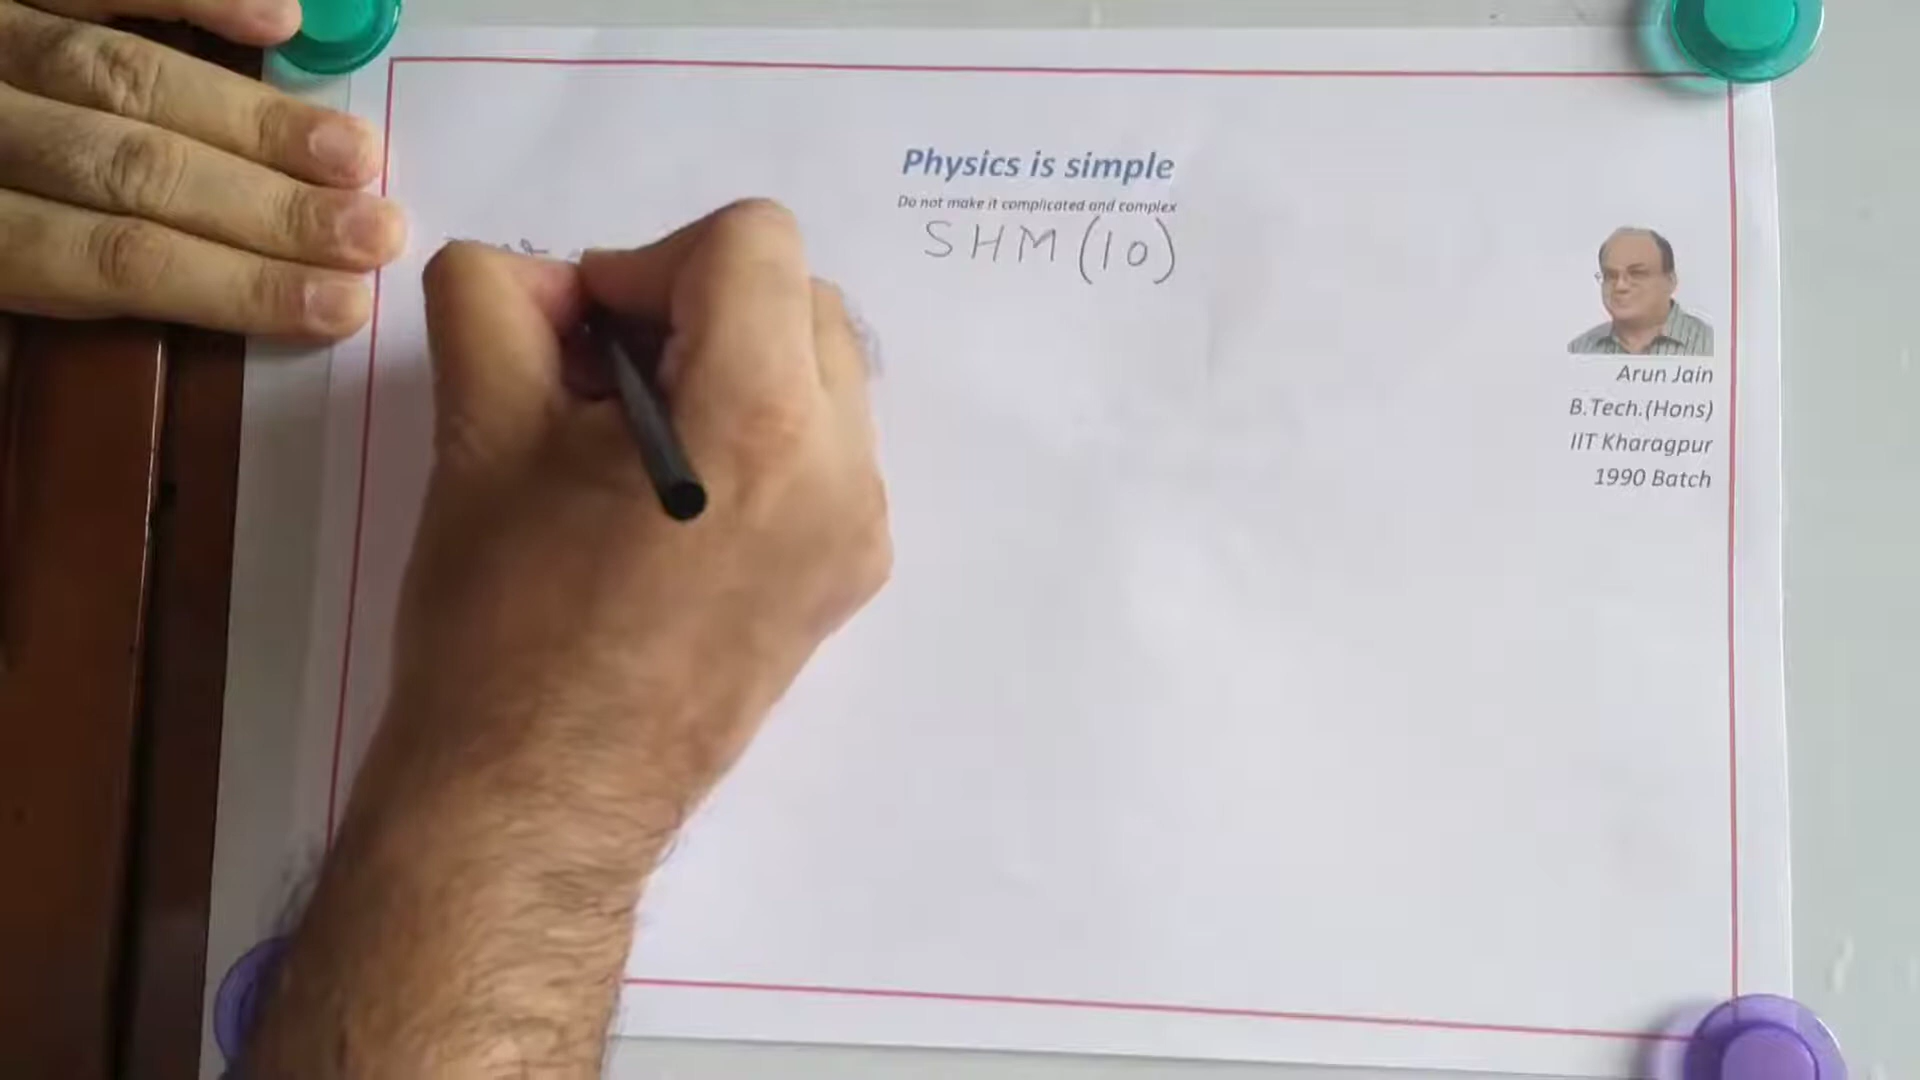 Physics is simple
Do not make it complicated and complex
SHM (10)
Arun Jain
B.Tech.(Hons)
IIT Kharagpur
1990 Batch